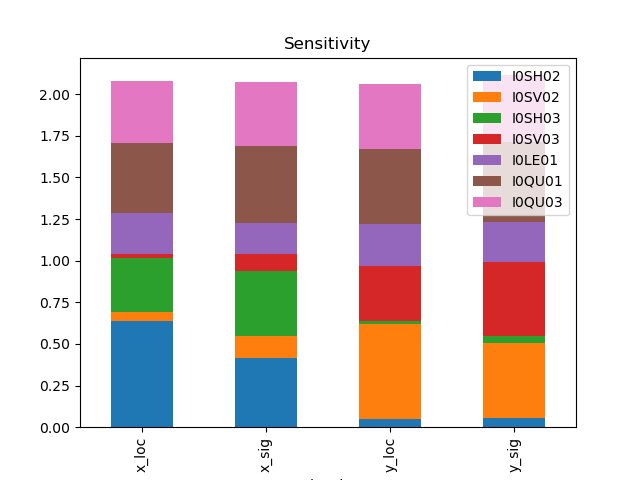 Sensitivity
2.00
1.75
1.50
1.25
1.00
0.75
0.50
0.25
0.00
I0SH02
I0SV02
I0SH03
I0SV03
I0LE01
I0QU01
I0QU03
x_loc
x_sig
y_loc
y_sig